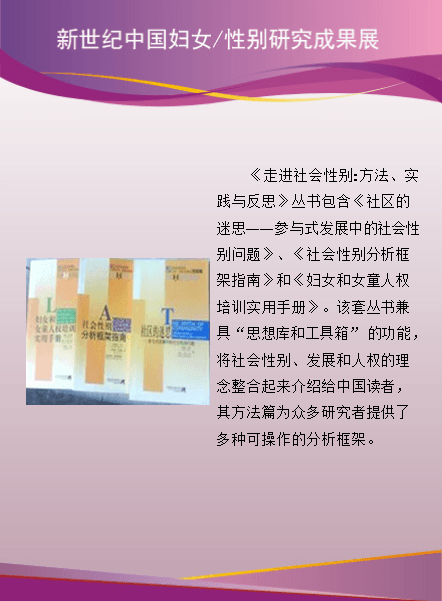 新世纪中国妇女/性别研究成果展
《走进社会性别:方法、实
践与反思》丛书包含《社区的
迷思——参与式发展中的社会性
别问题》、《社会性别分析框
架指南》和《妇女和女童人权
培训实用手册》。该套丛书兼
具“思想库和工具箱”的功能，
将社会性别、发展和人权的理
念整合起来介绍给中国读者，
其方法篇为众多研究者提供了
多种可操作的分析框架。
L
妇女和
女童人权培训
实用手册
A
社会性别
分析框架指南
T
社区的迷思